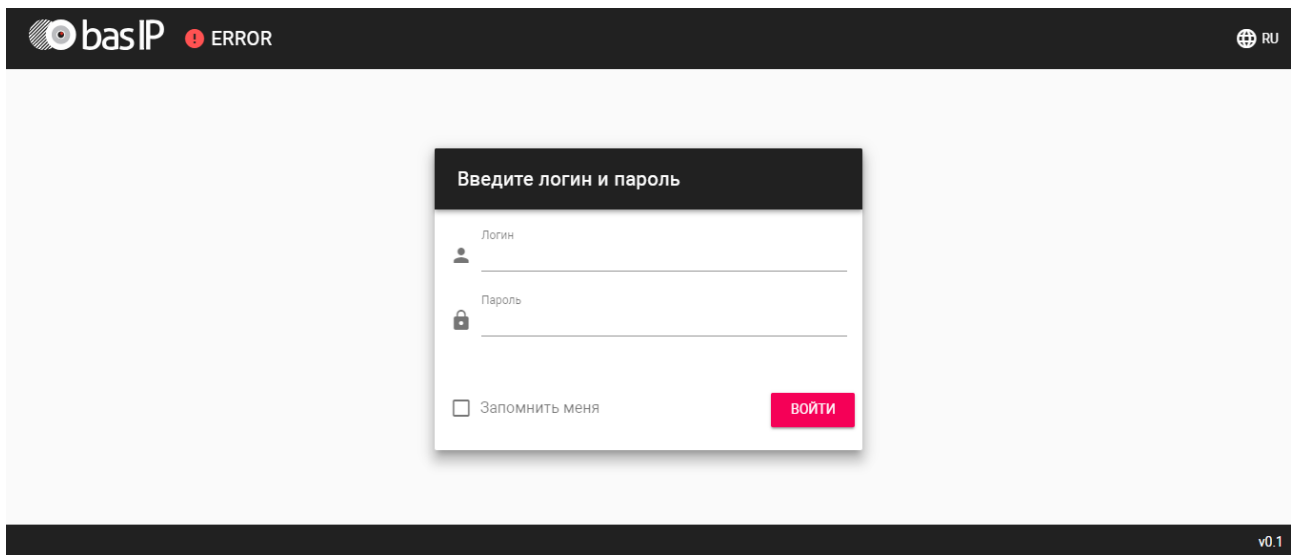 bas IP ERROR
RU
Введите логин и пароль
Логин
Пароль
Запомнить меня
ВОЙТИ
v0.1